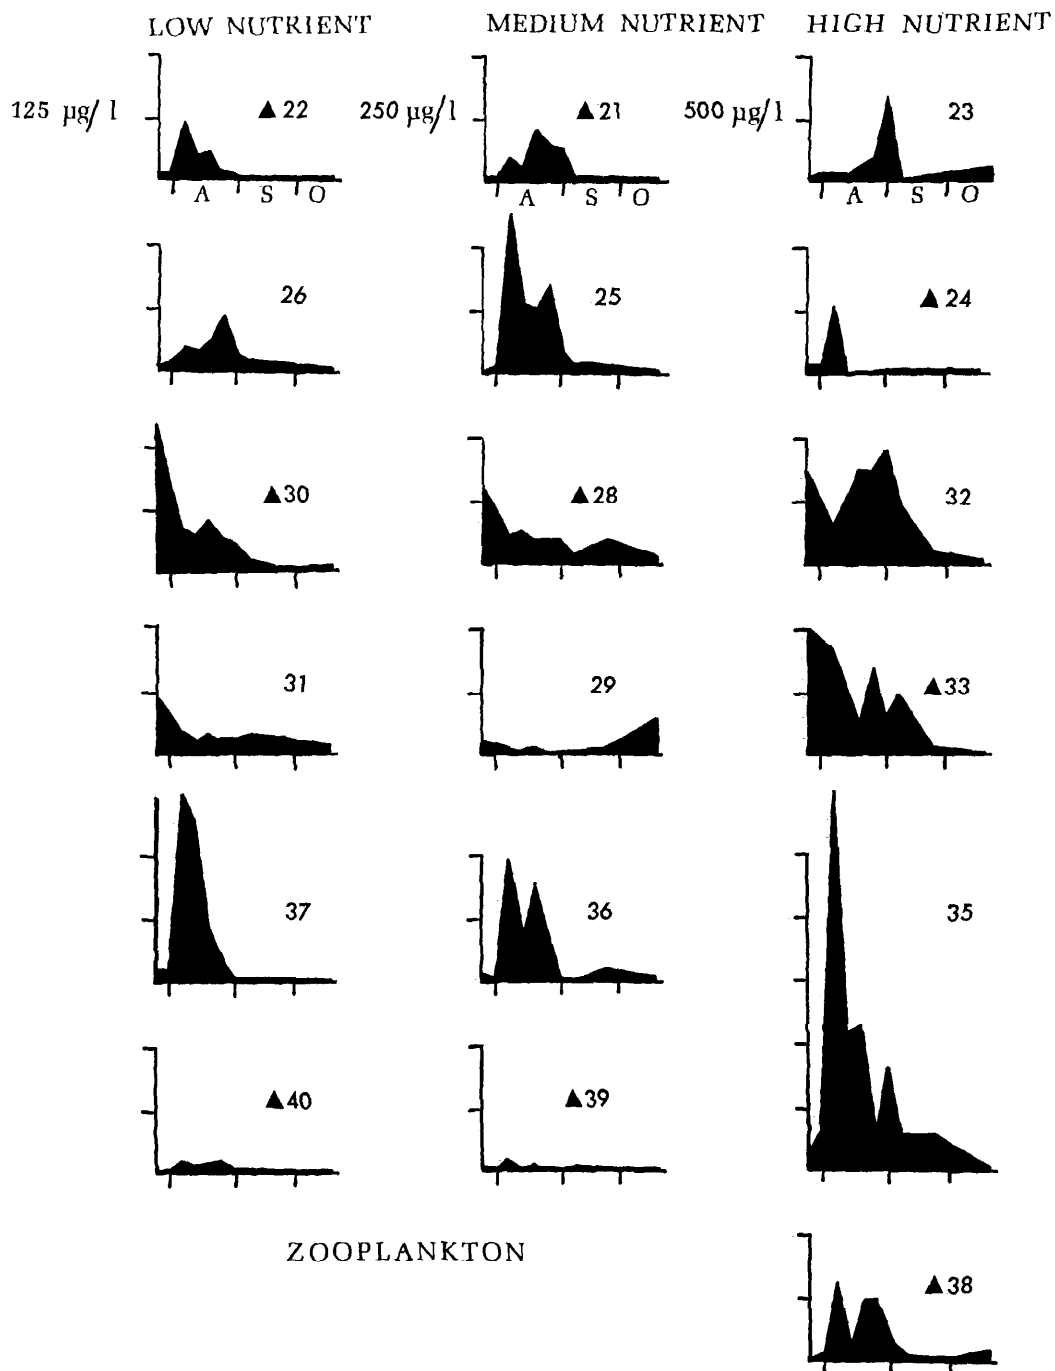 LOW NUTRIENT MEDIUM NUTRIENT HIGH NUTRIENT
125 µg/l ▲22 250 µg/l ▲21 500 µg/l 23
A S O A S O A S O
26 25 ▲24
▲30 ▲28 32
31 29 ▲33
37 36 35
▲40 ▲39
ZOOPLANKTON
▲38